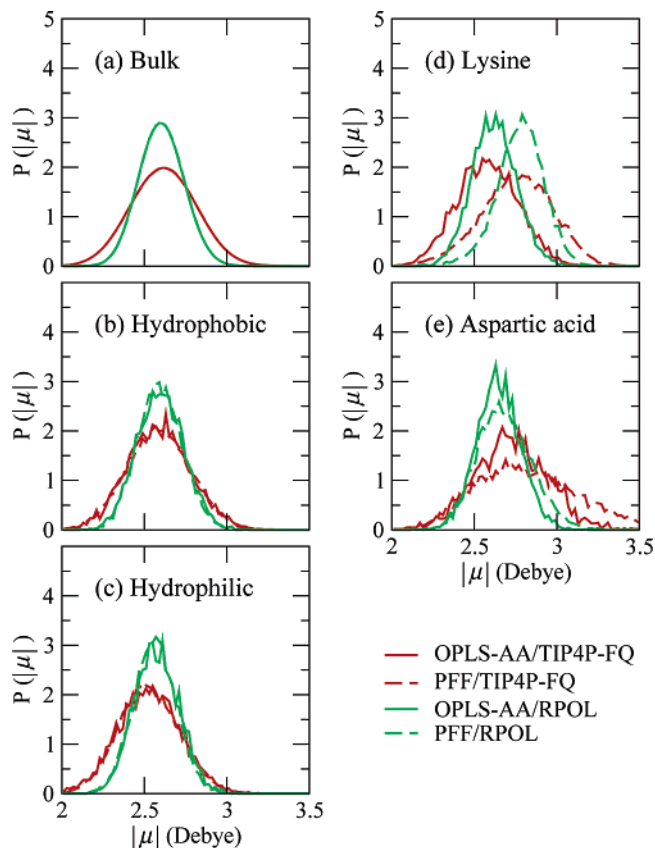 (a) Bulk
P (|μ|)
5
4
3
2
1
0
(b) Hydrophobic
P (|μ|)
4
3
2
1
0
(c) Hydrophilic
P (|μ|)
4
3
2
1
0
2 2.5 3 3.5
|μ| (Debye)
(d) Lysine
P (|μ|)
5
4
3
2
1
0
(e) Aspartic acid
P (|μ|)
4
3
2
1
0
2 2.5 3 3.5
|μ| (Debye)
OPLS-AA/TIP4P-FQ
PFF/TIP4P-FQ
OPLS-AA/RPOL
PFF/RPOL